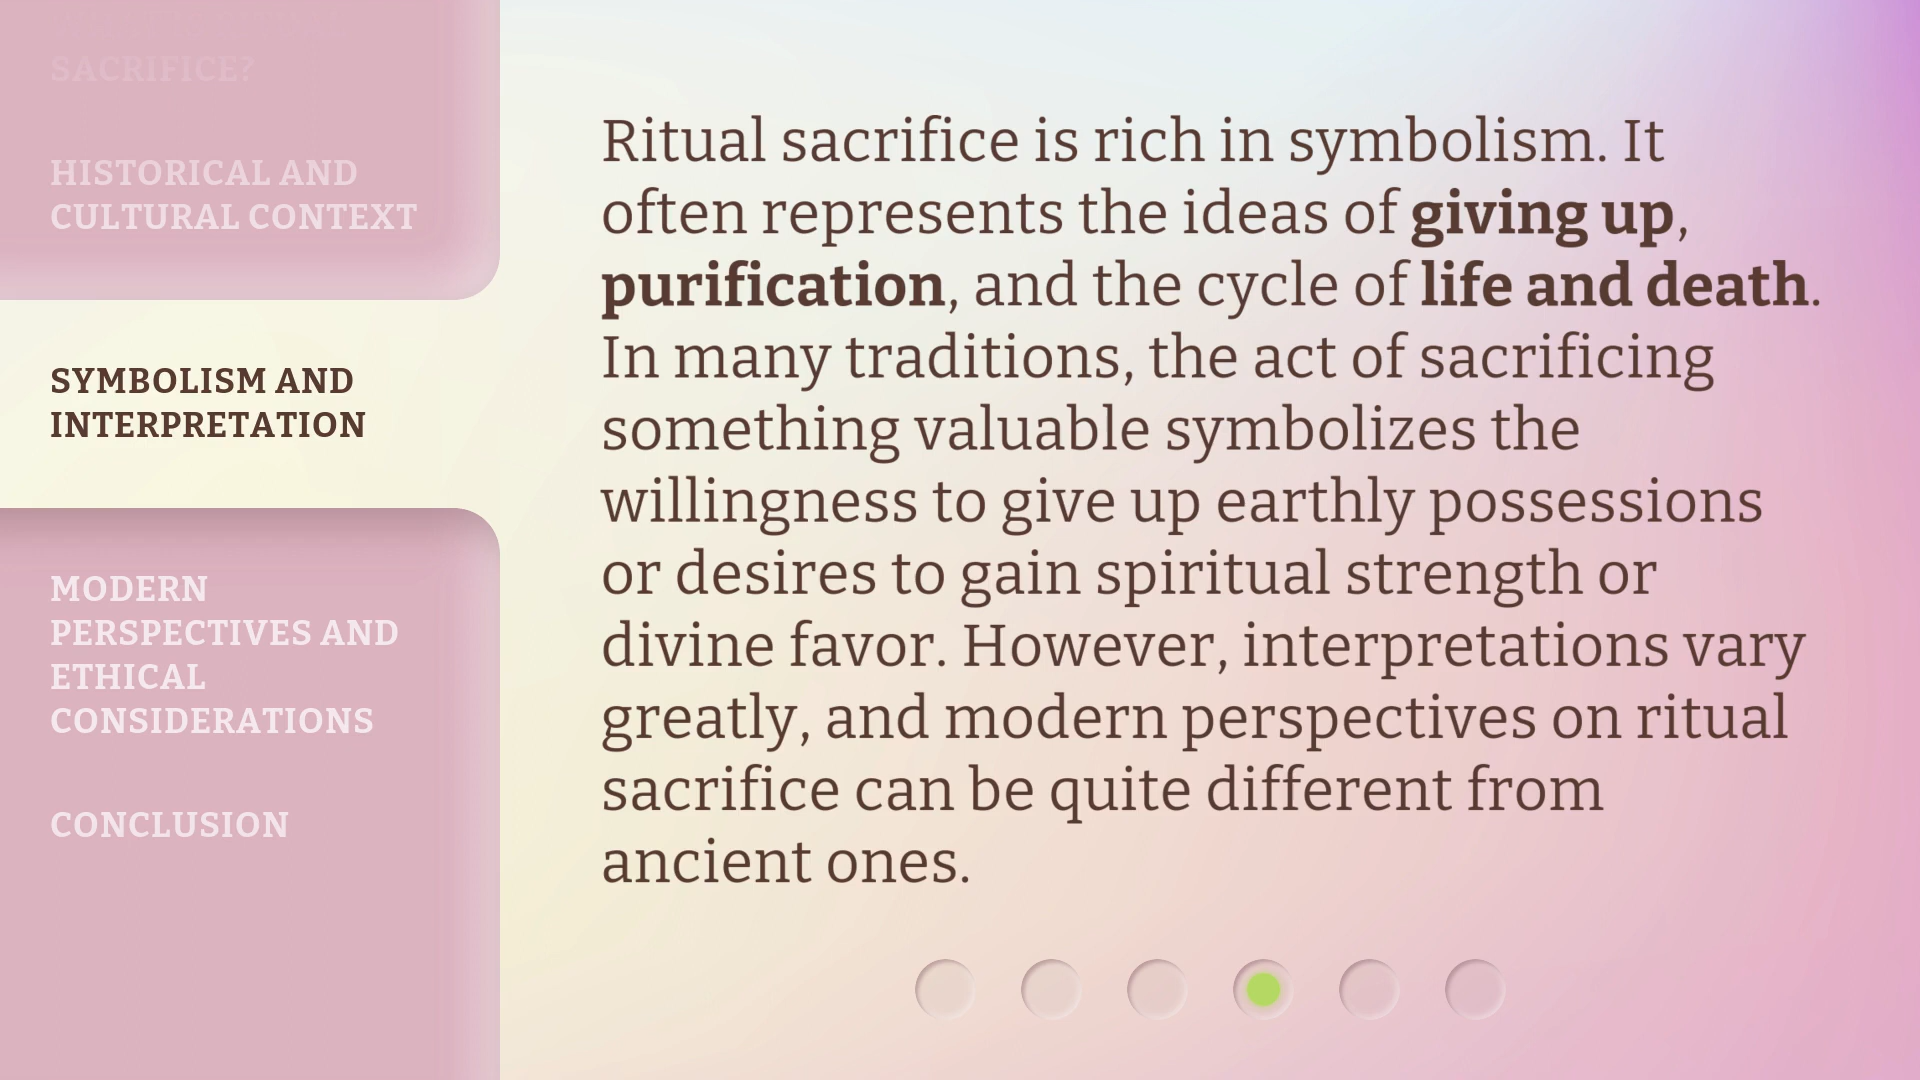 WHAT IS RITUAL
SACRIFICE?
HISTORICAL AND
CULTURAL CONTEXT
SYMBOLISM AND
INTERPRETATION
MODERN
PERSPECTIVES AND
ETHICAL
CONSIDERATIONS
CONCLUSION
Ritual sacrifice is rich in symbolism. It
often represents the ideas of giving up,
purification, and the cycle of life and death.
In many traditions, the act of sacrificing
something valuable symbolizes the
willingness to give up earthly possessions
or desires to gain spiritual strength or
divine favor. However, interpretations vary
greatly, and modern perspectives on ritual
sacrifice can be quite different from
ancient ones.